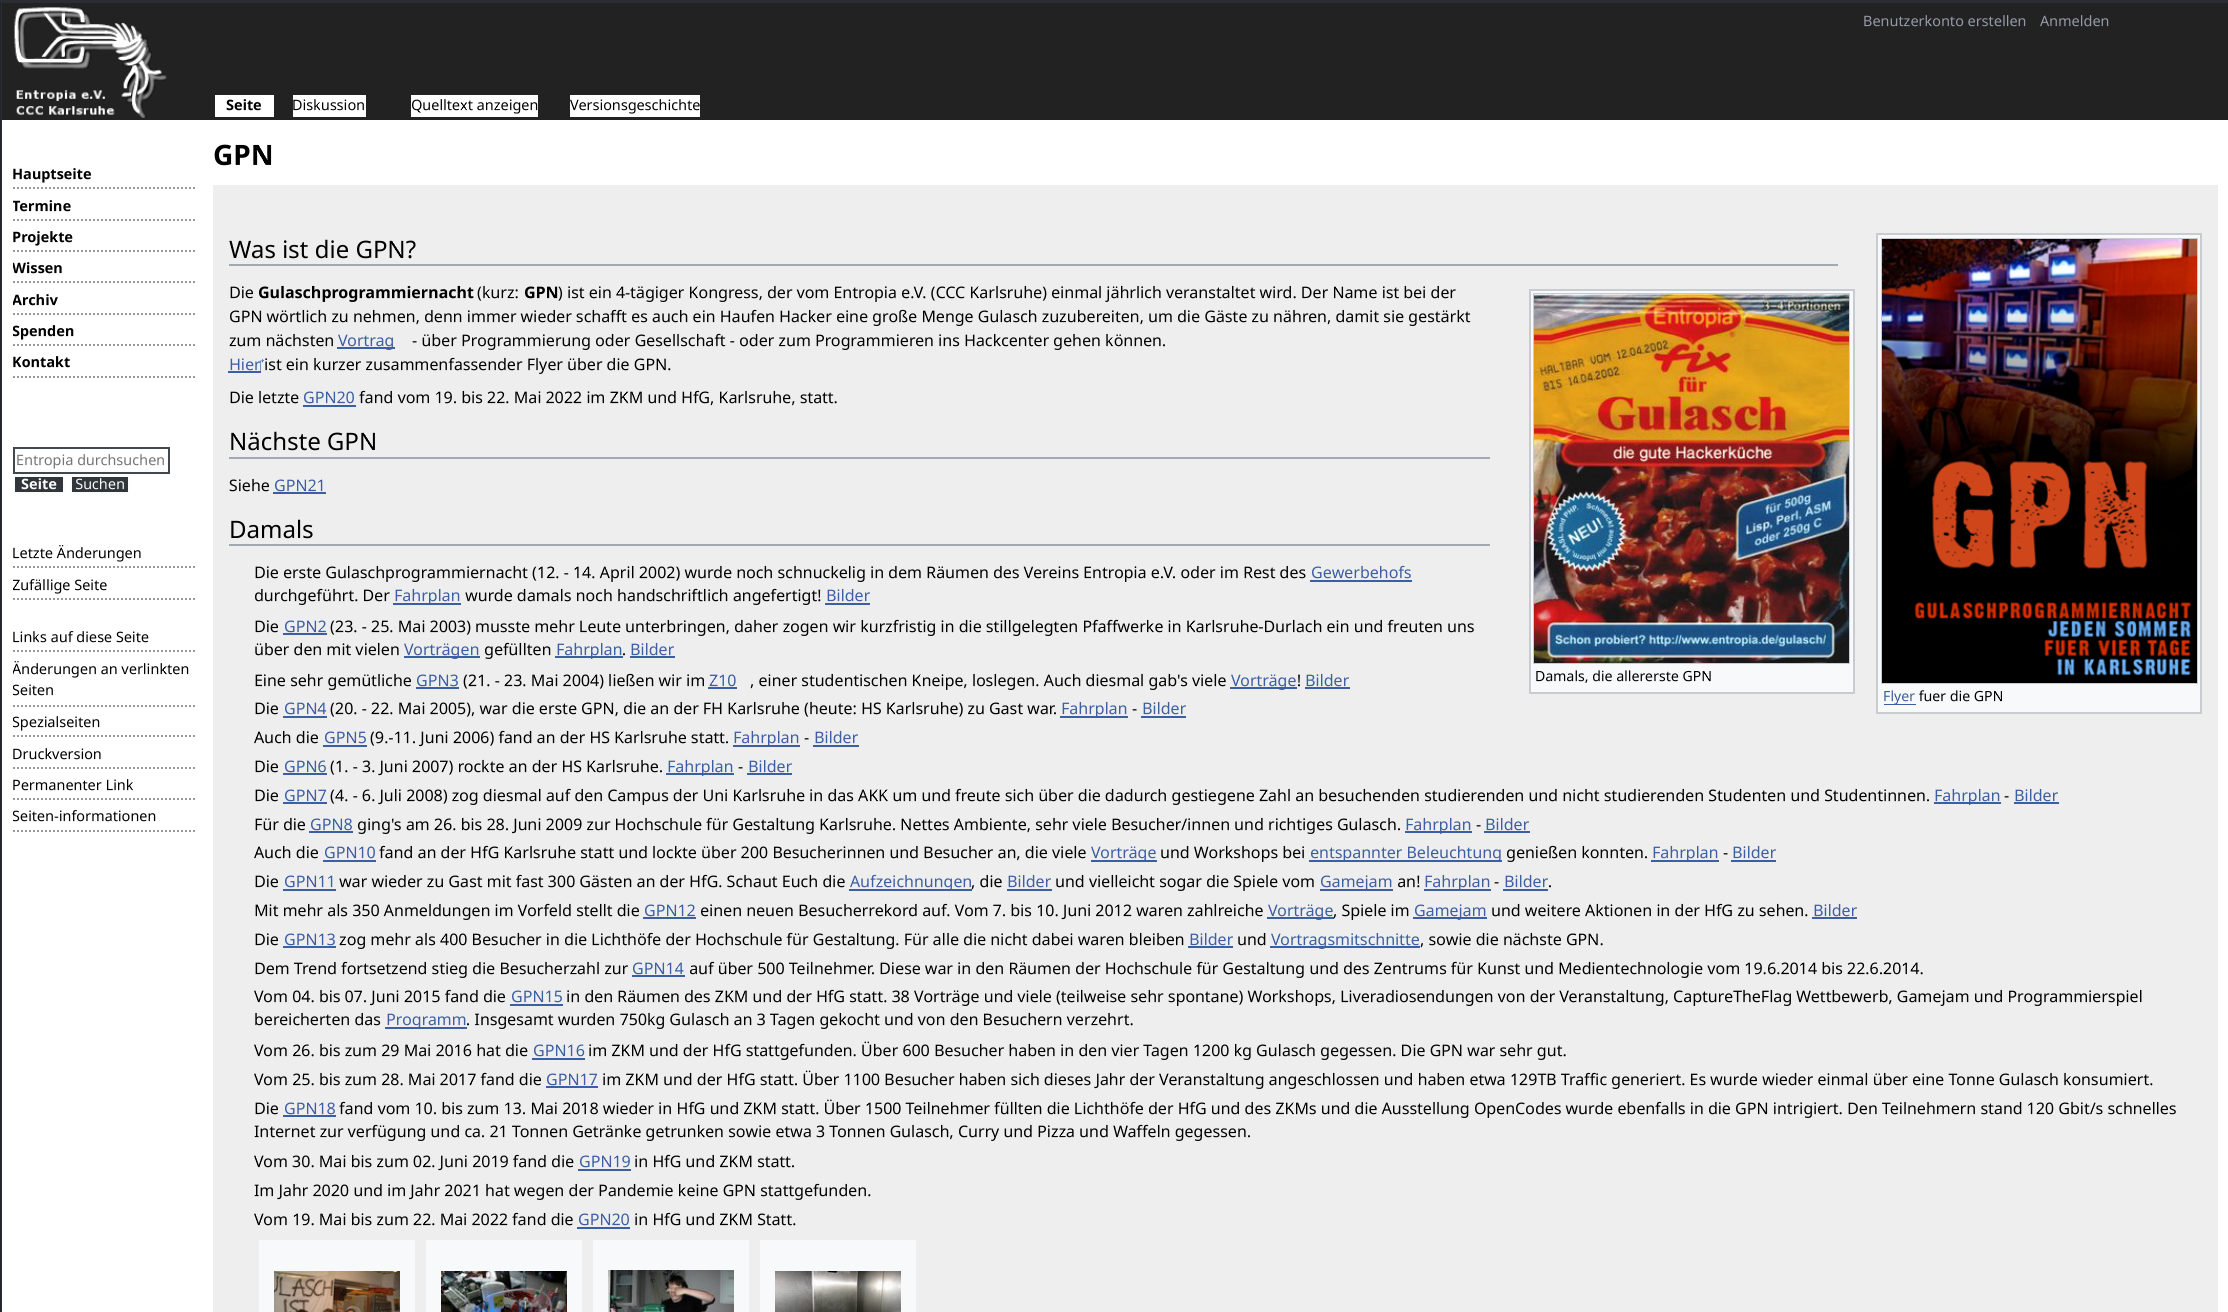 Entropia e.V.
CCC Karlsruhe
Benutzerkonto erstellen Anmelden
Seite Diskussion Quelltext anzeigen Versionsgeschichte
Hauptseite
Termine
Projekte
Wissen
Archiv
Spenden
Kontakt
Entropia durchsuchen
Seite Suchen
Letzte Änderungen
Zufällige Seite
Links auf diese Seite
Änderungen an verlinkten
Seiten
Spezialseiten
Druckversion
Permanenter Link
Seiten-informationen
GPN
Was ist die GPN?
Die Gulaschprogrammiernacht (kurz: GPN) ist ein 4-tägiger Kongress, der vom Entropia e.V. (CCC Karlsruhe) einmal jährlich veranstaltet wird. Der Name ist bei der
GPN wörtlich zu nehmen, denn immer wieder schafft es auch ein Haufen Hacker eine große Menge Gulasch zuzubereiten, um die Gäste zu nähren, damit sie gestärkt
zum nächsten Vortrag - über Programmierung oder Gesellschaft - oder zum Programmieren ins Hackcenter gehen können.
Hier ist ein kurzer zusammenfassender Flyer über die GPN.
Die letzte GPN20 fand vom 19. bis 22. Mai 2022 im ZKM und HfG, Karlsruhe, statt.
Nächste GPN
Siehe GPN21
Damals
Die erste Gulaschprogrammiernacht (12. - 14. April 2002) wurde noch schnuckelig in dem Räumen des Vereins Entropia e.V. oder im Rest des Gewerbehofs
durchgeführt. Der Fahrplan wurde damals noch handschriftlich angefertigt! Bilder
Die GPN2 (23. - 25. Mai 2003) musste mehr Leute unterbringen, daher zogen wir kurzfristig in die stillgelegten Pfaffwerke in Karlsruhe-Durlach ein und freuten uns
über den mit vielen Vorträgen gefüllten Fahrplan. Bilder
Eine sehr gemütliche GPN3 (21. - 23. Mai 2004) ließen wir im Z10 , einer studentischen Kneipe, loslegen. Auch diesmal gab's viele Vorträge! Bilder
Die GPN4 (20. - 22. Mai 2005), war die erste GPN, die an der FH Karlsruhe (heute: HS Karlsruhe) zu Gast war. Fahrplan - Bilder
Auch die GPN5 (9.-11. Juni 2006) fand an der HS Karlsruhe statt. Fahrplan - Bilder
Die GPN6 (1. - 3. Juni 2007) rockte an der HS Karlsruhe. Fahrplan - Bilder
Die GPN7 (4. - 6. Juli 2008) zog diesmal auf den Campus der Uni Karlsruhe in das AKK um und freute sich über die dadurch gestiegene Zahl an besuchenden studierenden und nicht studierenden Studenten und Studentinnen. Fahrplan - Bilder
Für die GPN8 ging's am 26. bis 28. Juni 2009 zur Hochschule für Gestaltung Karlsruhe. Nettes Ambiente, sehr viele Besucher/innen und richtiges Gulasch. Fahrplan - Bilder
Auch die GPN10 fand an der HfG Karlsruhe statt und lockte über 200 Besucherinnen und Besucher an, die viele Vorträge und Workshops bei entspannter Beleuchtung genießen konnten. Fahrplan - Bilder
Die GPN11 war wieder zu Gast mit fast 300 Gästen an der HfG. Schaut Euch die Aufzeichnungen, die Bilder und vielleicht sogar die Spiele vom Gamejam an! Fahrplan - Bilder.
Mit mehr als 350 Anmeldungen im Vorfeld stellt die GPN12 einen neuen Besucherrekord auf. Vom 7. bis 10. Juni 2012 waren zahlreiche Vorträge, Spiele im Gamejam und weitere Aktionen in der HfG zu sehen. Bilder
Die GPN13 zog mehr als 400 Besucher in die Lichthöfe der Hochschule für Gestaltung. Für alle die nicht dabei waren bleiben Bilder und Vortragsmitschnitte, sowie die nächste GPN.
Dem Trend fortsetzend stieg die Besucherzahl zur GPN14 auf über 500 Teilnehmer. Diese war in den Räumen der Hochschule für Gestaltung und des Zentrums für Kunst und Medientechnologie vom 19.6.2014 bis 22.6.2014.
Vom 04. bis 07. Juni 2015 fand die GPN15 in den Räumen des ZKM und der HfG statt. 38 Vorträge und viele (teilweise sehr spontane) Workshops, Liveradiosendungen von der Veranstaltung, CaptureTheFlag Wettbewerb, Gamejam und Programmierspiel
bereicherten das Programm. Insgesamt wurden 750kg Gulasch an 3 Tagen gekocht und von den Besuchern verzehrt.
Vom 26. bis zum 29 Mai 2016 hat die GPN16 im ZKM und der HfG stattgefunden. Über 600 Besucher haben in den vier Tagen 1200 kg Gulasch gegessen. Die GPN war sehr gut.
Vom 25. bis zum 28. Mai 2017 fand die GPN17 im ZKM und der HfG statt. Über 1100 Besucher haben sich dieses Jahr der Veranstaltung angeschlossen und haben etwa 129TB Traffic generiert. Es wurde wieder einmal über eine Tonne Gulasch konsumiert.
Die GPN18 fand vom 10. bis zum 13. Mai 2018 wieder in HfG und ZKM statt. Über 1500 Teilnehmer füllten die Lichthöfe der HfG und des ZKMs und die Ausstellung OpenCodes wurde ebenfalls in die GPN intrigiert. Den Teilnehmern stand 120 Gbit/s schnelles
Internet zur verfügung und ca. 21 Tonnen Getränke getrunken sowie etwa 3 Tonnen Gulasch, Curry und Pizza und Waffeln gegessen.
Vom 30. Mai bis zum 02. Juni 2019 fand die GPN19 in HfG und ZKM statt.
Im Jahr 2020 und im Jahr 2021 hat wegen der Pandemie keine GPN stattgefunden.
Vom 19. Mai bis zum 22. Mai 2022 fand die GPN20 in HfG und ZKM Statt.
3-4 Portionen
Entropia
HALTBAR VOM 12.04.2002
BIS 14.04.2002
fix
für
Gulasch
die gute Hackerküche
NEU!
für 500g
Lisp, Perl, ASM
oder 250g C
Schon probiert? http://www.entropia.de/gulasch/
Damals, die allererste GPN
GPN
GULASCHPROGRAMMIERNACHT
JEDEN SOMMER
FUER VIER TAGE
IN KARLSRUHE
Flyer fuer die GPN
GULASCH
IST